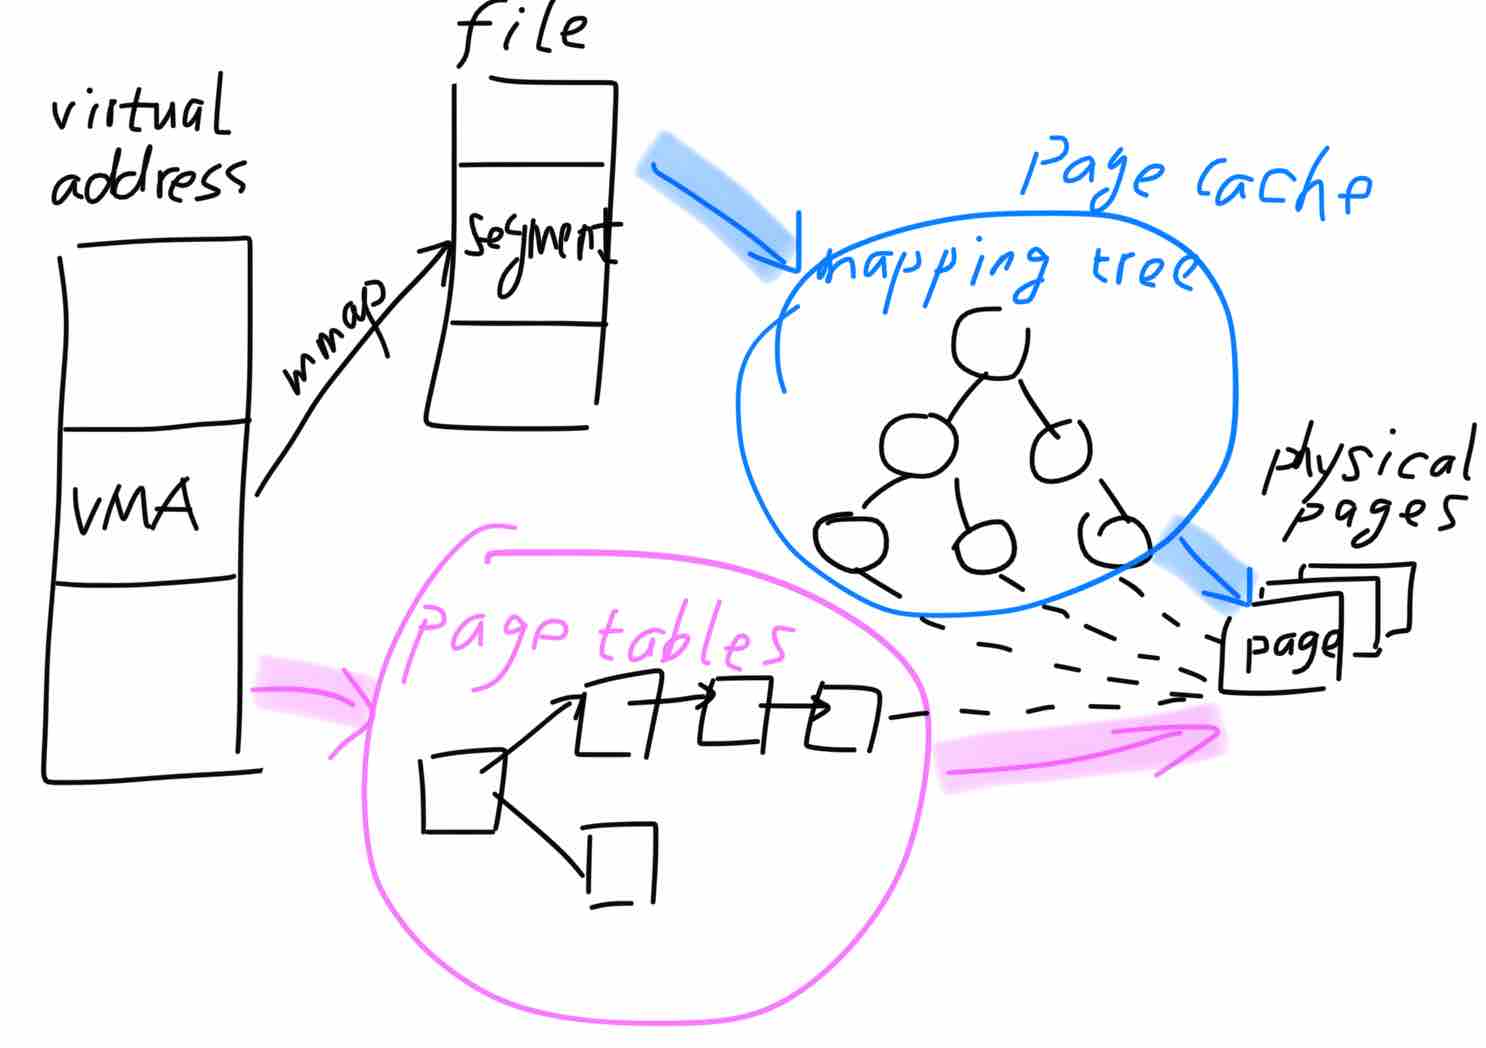 file
virtual
address
segment
mmap
VMA
Page cache
mapping tree
physical
pages
page
page tables